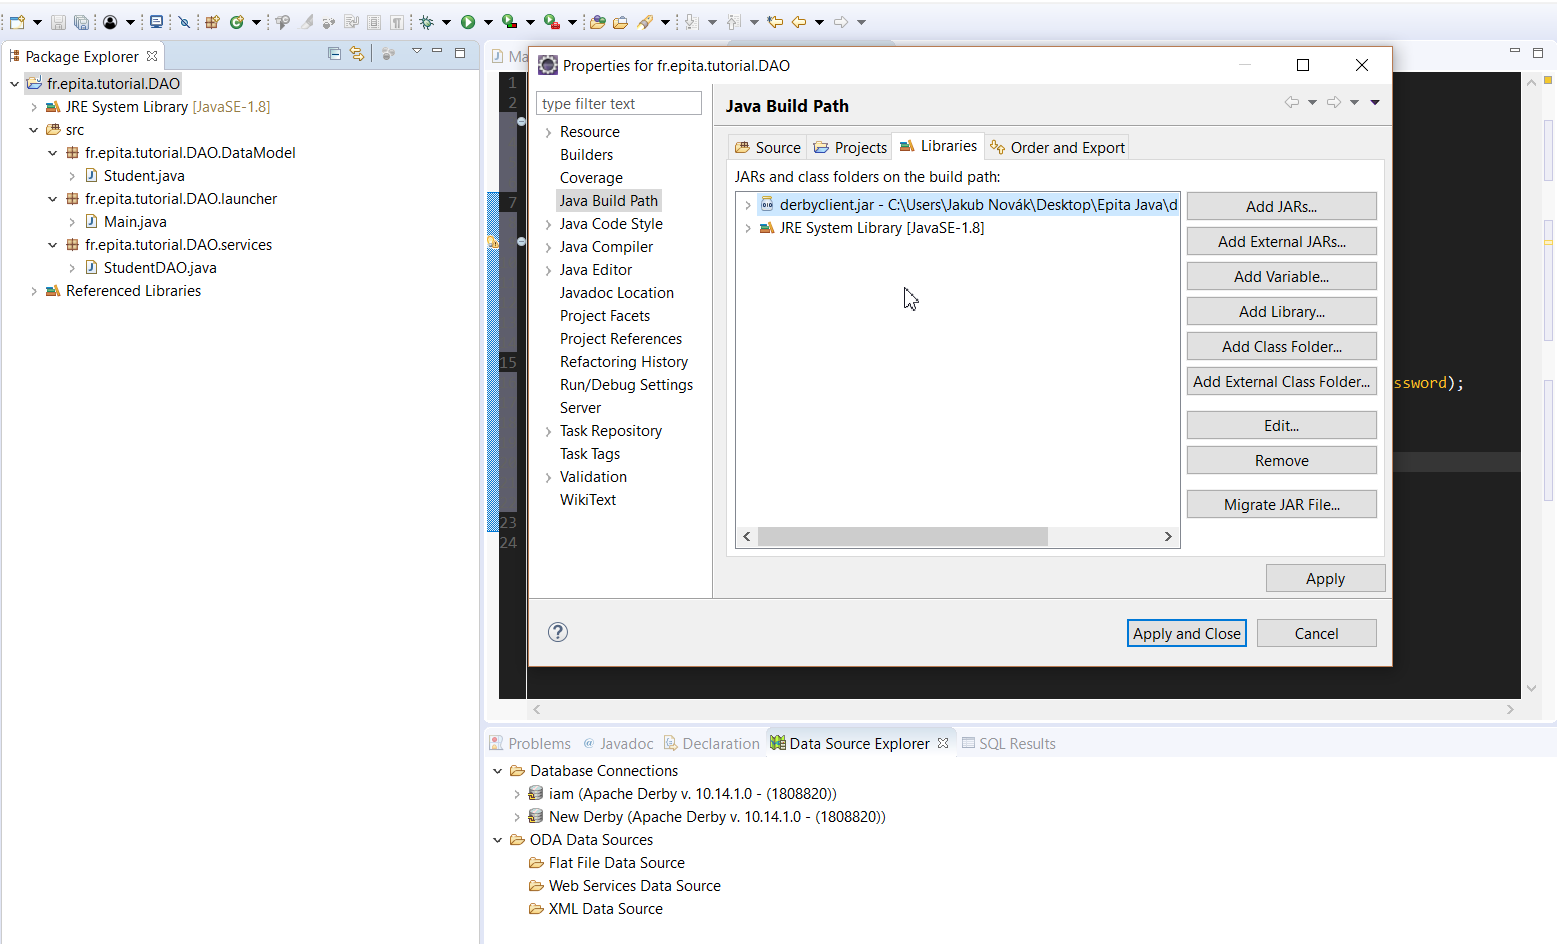 Package Explorer
fr.epita.tutorial.DAO
JRE System Library [JavaSE-1.8]
src
fr.epita.tutorial.DAO.DataModel
Student.java
fr.epita.tutorial.DAO.launcher
Main.java
fr.epita.tutorial.DAO.services
StudentDAO.java
Referenced Libraries
Ma
1
2
7
15
23
24
ssword);
Properties for fr.epita.tutorial.DAO
type filter text
Resource
Builders
Coverage
Java Build Path
Java Code Style
Java Compiler
Java Editor
Javadoc Location
Project Facets
Project References
Refactoring History
Run/Debug Settings
Server
Task Repository
Task Tags
Validation
WikiText
Java Build Path
Source Projects Libraries Order and Export
JARs and class folders on the build path:
derbyclient.jar - C:\Users\Jakub Novák\Desktop\Epita Java\d
JRE System Library [JavaSE-1.8]
Add JARs...
Add External JARs...
Add Variable...
Add Library...
Add Class Folder...
Add External Class Folder...
Edit...
Remove
Migrate JAR File...
Apply
?
Apply and Close Cancel
Problems @ Javadoc Declaration Data Source Explorer SQL Results
Database Connections
iam (Apache Derby v. 10.14.1.0 - (1808820))
New Derby (Apache Derby v. 10.14.1.0 - (1808820))
ODA Data Sources
Flat File Data Source
Web Services Data Source
XML Data Source